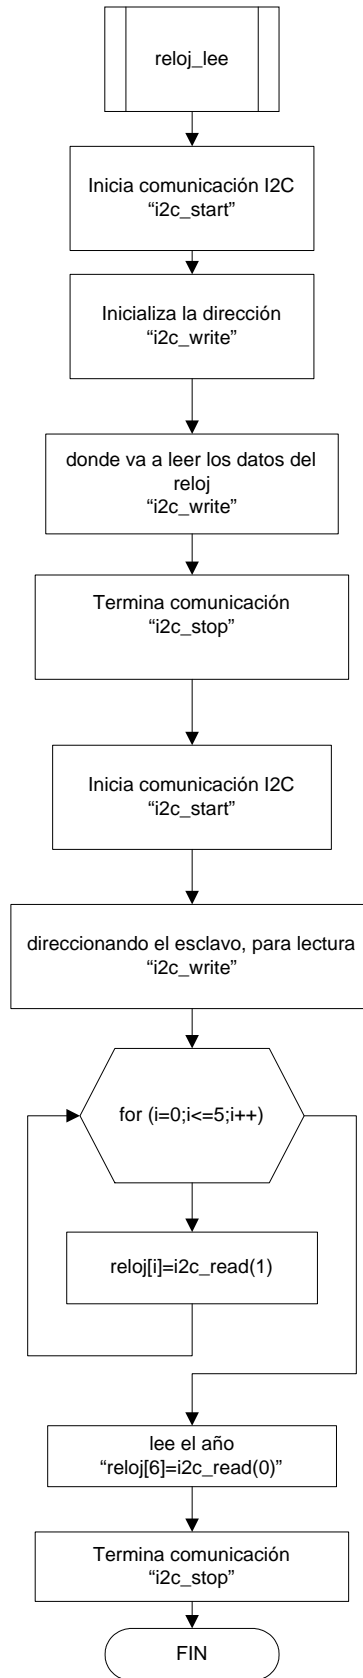 reloj_lee
Inicia comunicación I2C
“i2c_start”
Inicializa la dirección
“i2c_write”
donde va a leer los datos del
reloj
“i2c_write”
Termina comunicación
“i2c_stop”
Inicia comunicación I2C
“i2c_start”
direccionando el esclavo, para lectura
“i2c_write”
for (i=0;i<=5;i++)
reloj[i]=i2c_read(1)
lee el año
“reloj[6]=i2c_read(0)”
Termina comunicación
“i2c_stop”
FIN